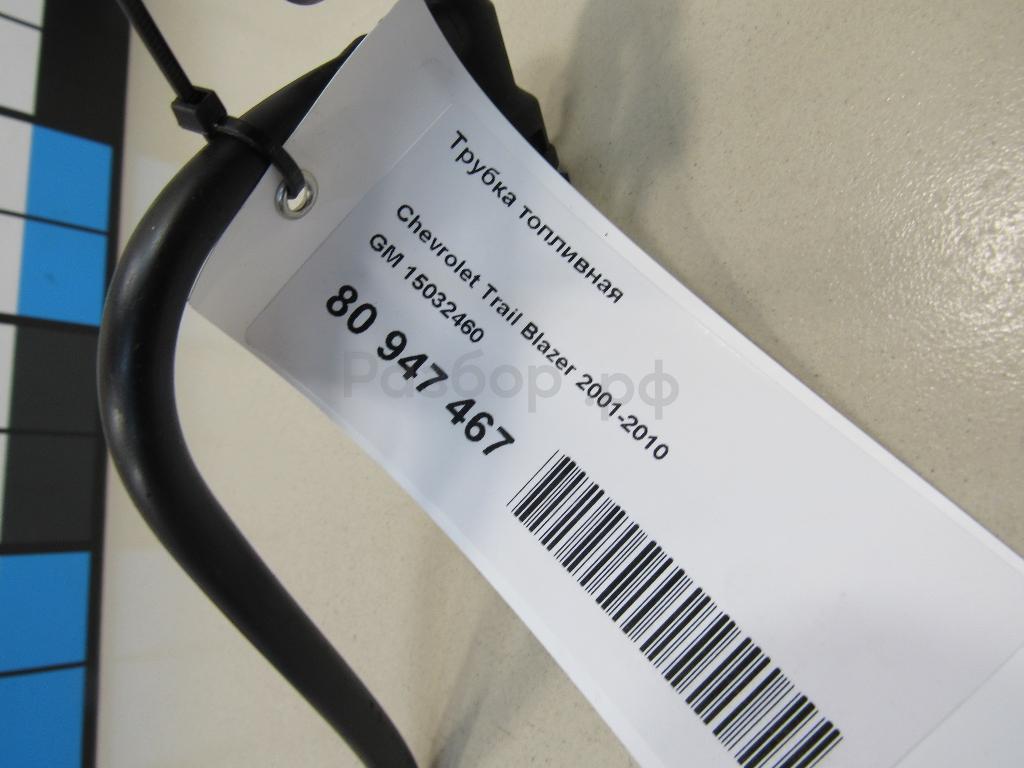 Трубка топливная
Chevrolet Trail Blazer 2001-2010
GM 15032460
80 947 467
Разбор.рф